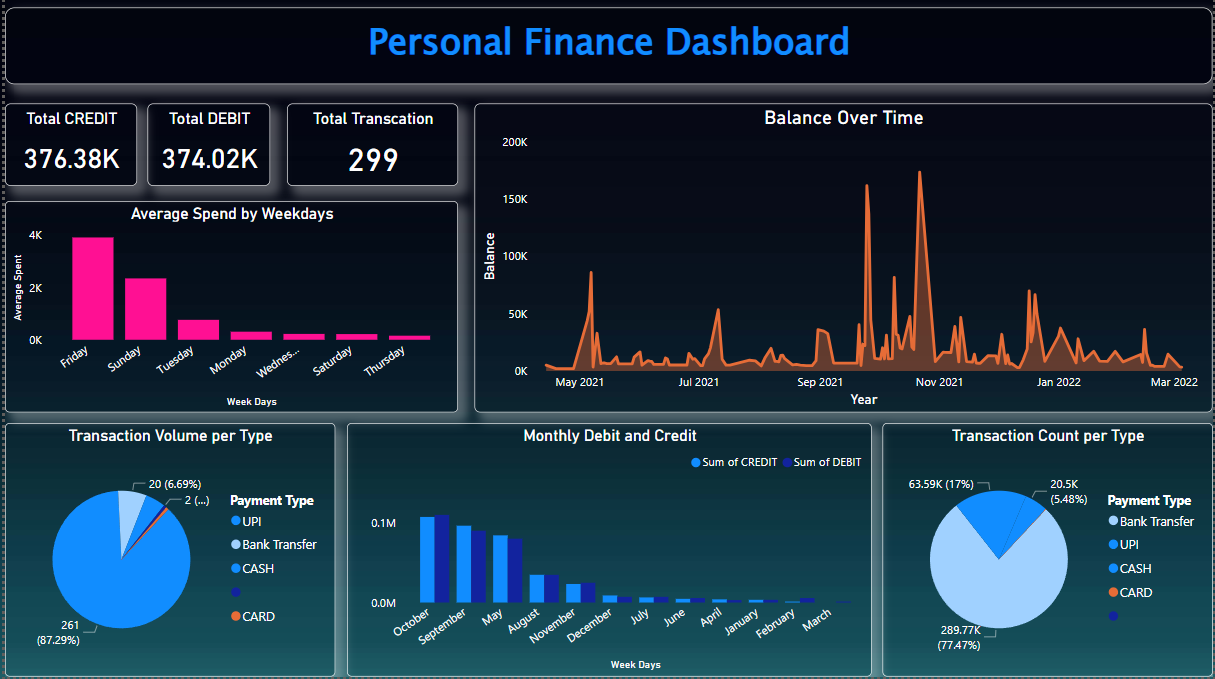 Personal Finance Dashboard
Total CREDIT
376.38K
Total DEBIT
374.02K
Total Transcation
299
Balance Over Time
200K
150K
100K
50K
0K
Balance
May 2021
Jul 2021
Sep 2021
Nov 2021
Jan 2022
Mar 2022
Year
Average Spend by Weekdays
4K
2K
0K
Average Spent
Friday
Sunday
Tuesday
Monday
Wednes...
Saturday
Thursday
Week Days
Transaction Volume per Type
20 (6.69%)
2 (...)
261
(87.29%)
Payment Type
UPI
Bank Transfer
CASH
CARD
Monthly Debit and Credit
Sum of CREDIT
Sum of DEBIT
0.1M
0.0M
October
September
May
August
November
December
July
June
April
January
February
March
Week Days
Transaction Count per Type
63.59K (17%)
20.5K
(5.48%)
289.77K
(77.47%)
Payment Type
Bank Transfer
UPI
CASH
CARD